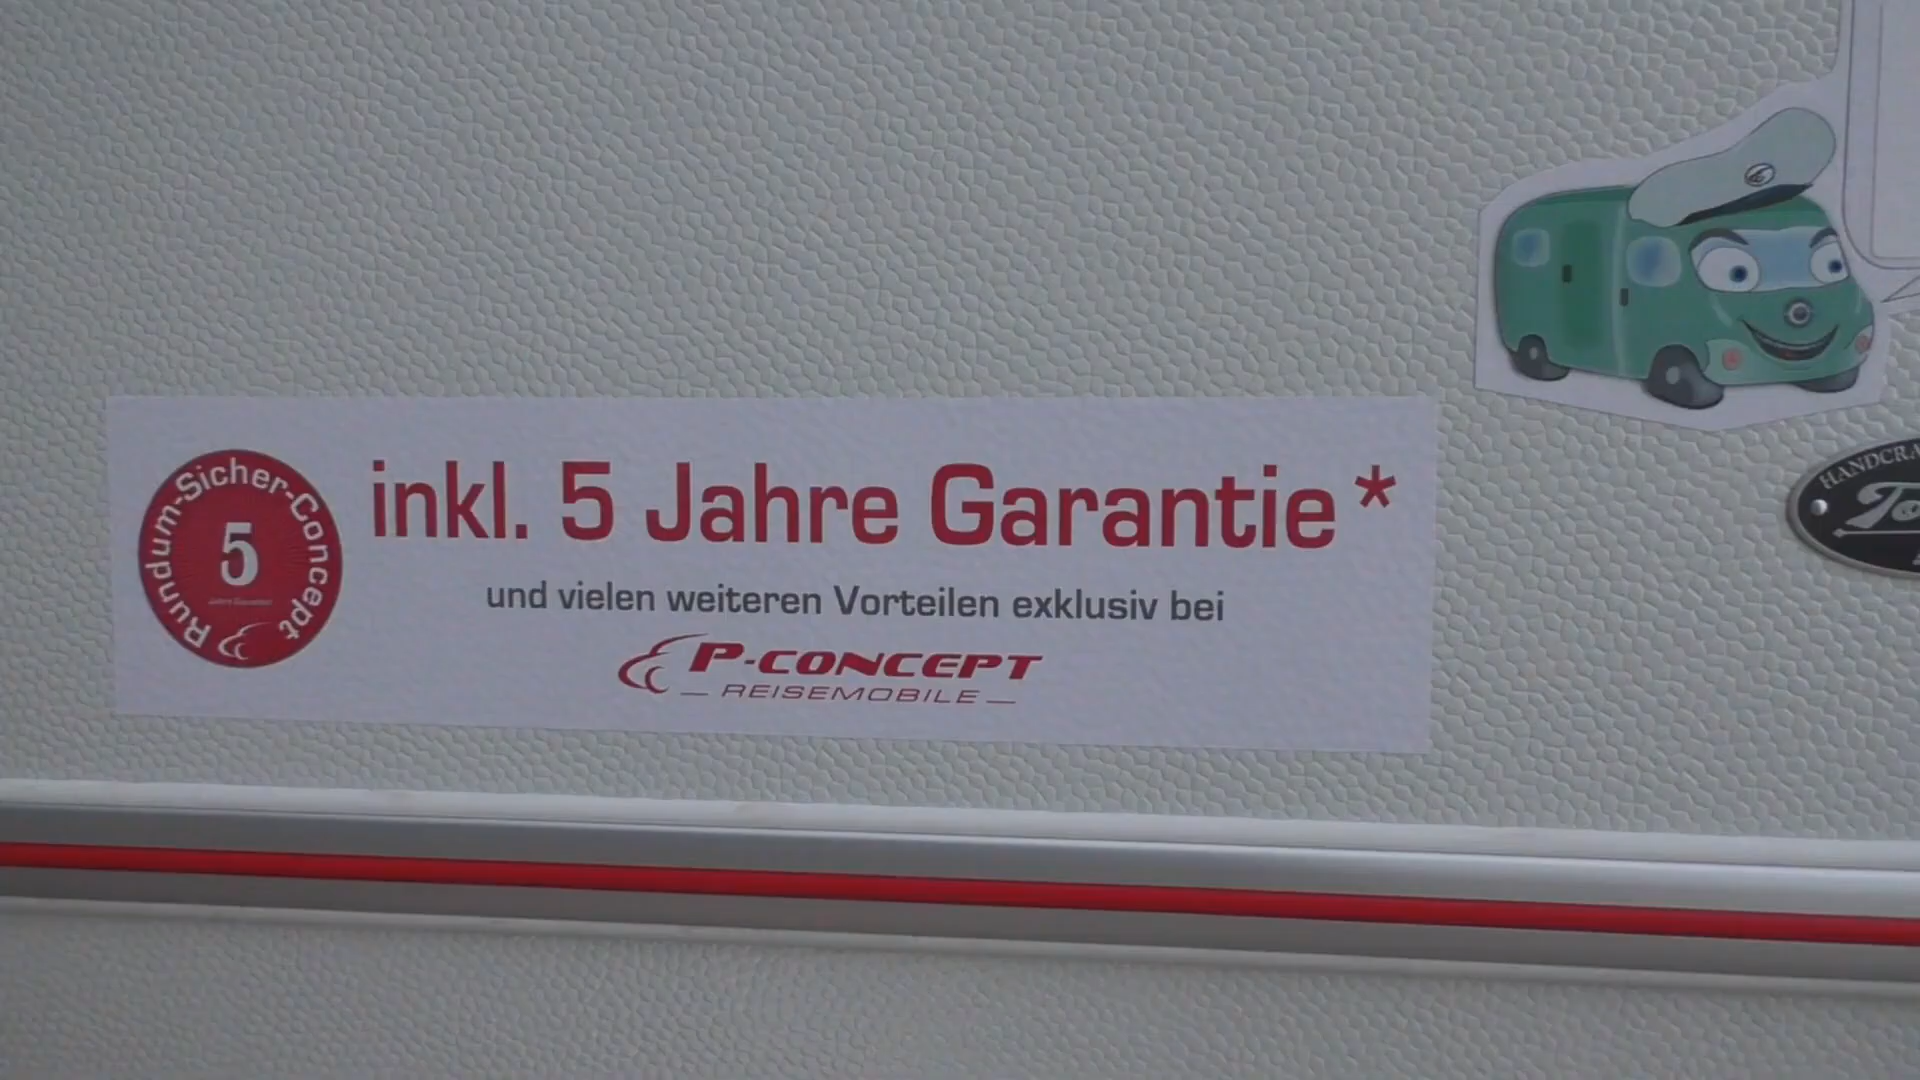 Rundum-Sicher-Concept
5
inkl. 5 Jahre Garantie*
und vielen weiteren Vorteilen exklusiv bei
P-CONCEPT
REISEMOBILE